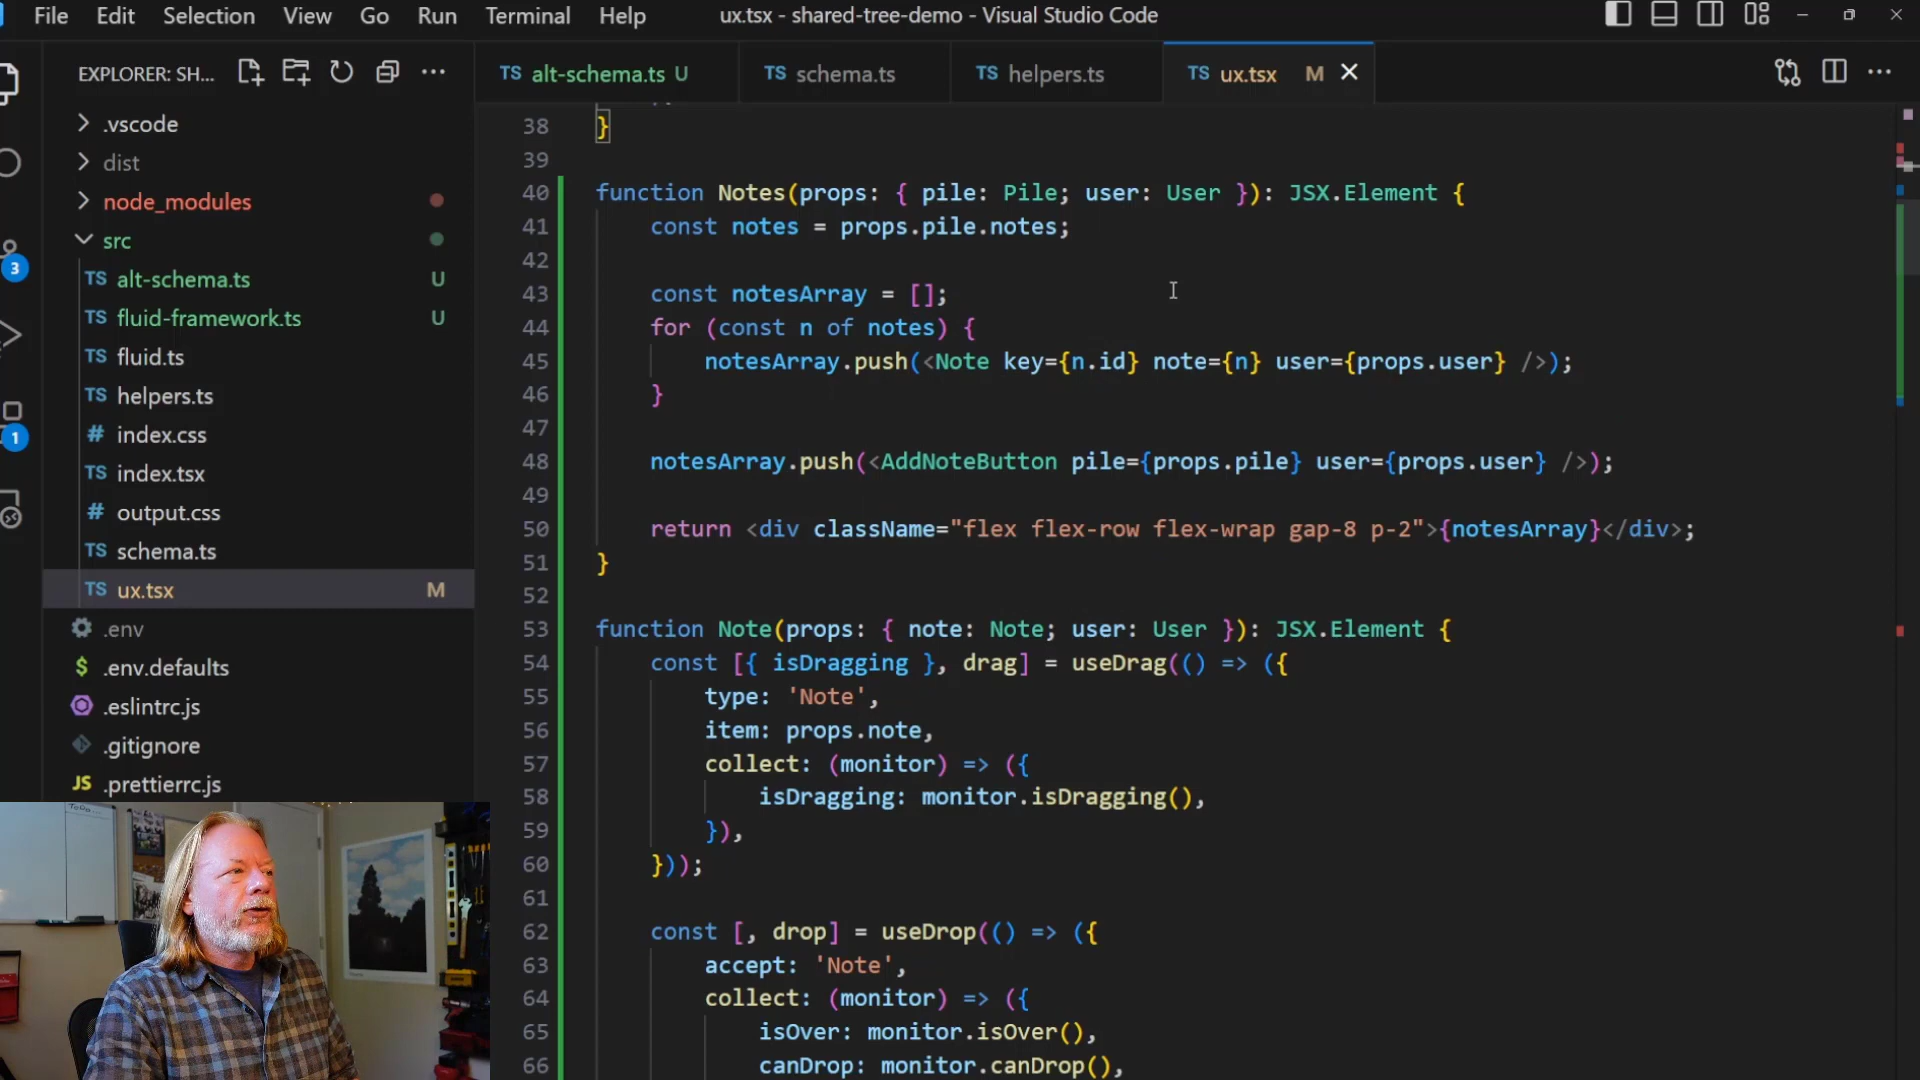 File Edit Selection View Go Run Terminal Help
ux.tsx - shared-tree-demo - Visual Studio Code
EXPLORER: SH...
TS alt-schema.ts U
TS schema.ts
TS helpers.ts
TS ux.tsx M
.vscode
dist
node_modules
src
TS alt-schema.ts U
TS fluid-framework.ts U
TS fluid.ts
TS helpers.ts
# index.css
TS index.tsx
# output.css
TS schema.ts
TS ux.tsx M
.env
$ .env.defaults
.eslintrc.js
.gitignore
JS .prettierrc.js
3
1
38 }
39
40 function Notes(props: { pile: Pile; user: User }): JSX.Element {
41 const notes = props.pile.notes;
42
43 const notesArray = [];
44 for (const n of notes) {
45 notesArray.push(<Note key={n.id} note={n} user={props.user} />);
46 }
47
48 notesArray.push(<AddNoteButton pile={props.pile} user={props.user} />);
49
50 return <div className="flex flex-row flex-wrap gap-8 p-2">{notesArray}</div>;
51 }
52
53 function Note(props: { note: Note; user: User }): JSX.Element {
54 const [{ isDragging }, drag] = useDrag(() => ({
55 type: 'Note',
56 item: props.note,
57 collect: (monitor) => ({
58 isDragging: monitor.isDragging(),
59 }),
60 }));
61
62 const [, drop] = useDrop(() => ({
63 accept: 'Note',
64 collect: (monitor) => ({
65 isOver: monitor.isOver(),
66 canDrop: monitor.canDrop(),